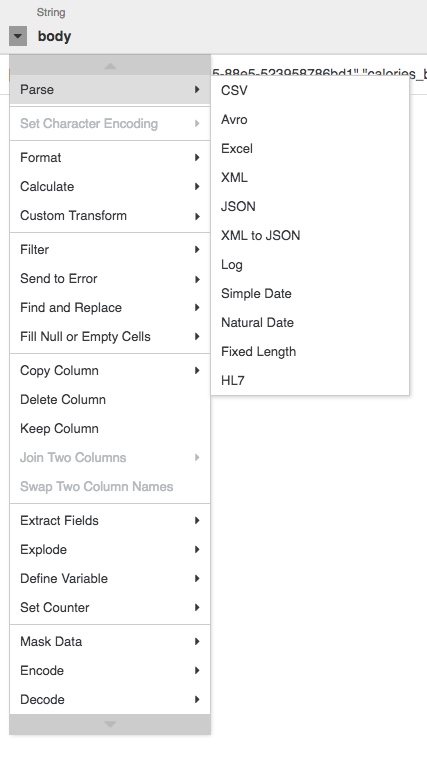 String
body
5-88e5-523958786bd1","calories_b
Parse
CSV
Avro
Excel
XML
JSON
XML to JSON
Log
Simple Date
Natural Date
Fixed Length
HL7
Set Character Encoding
Format
Calculate
Custom Transform
Filter
Send to Error
Find and Replace
Fill Null or Empty Cells
Copy Column
Delete Column
Keep Column
Join Two Columns
Swap Two Column Names
Extract Fields
Explode
Define Variable
Set Counter
Mask Data
Encode
Decode